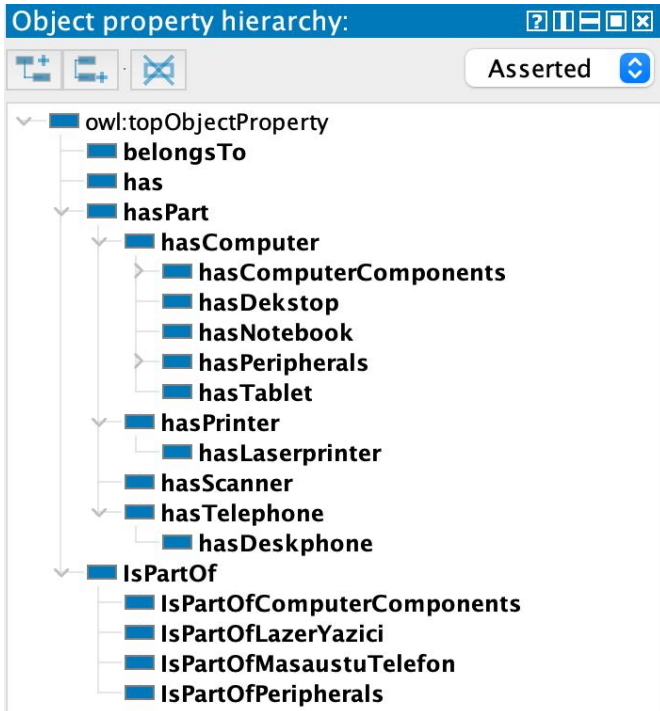 Object property hierarchy:
Asserted
owl:topObjectProperty
belongsTo
has
hasPart
hasComputer
hasComputerComponents
hasDekstop
hasNotebook
hasPeripherals
hasTablet
hasPrinter
hasLaserprinter
hasScanner
hasTelephone
hasDeskphone
IsPartOf
IsPartOfComputerComponents
IsPartOfLazerYazici
IsPartOfMasaustuTelefon
IsPartOfPeripherals